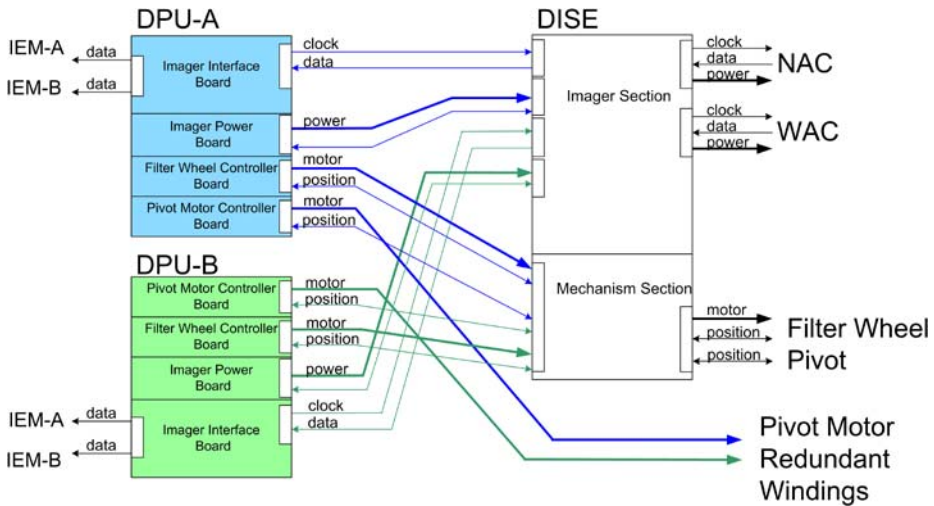 DPU-A
DISE
IEM-A
data
IEM-B
data
Imager Interface
Board
clock
data
Imager Power
Board
power
Filter Wheel Controller
Board
motor
position
Pivot Motor Controller
Board
motor
position
DPU-B
Pivot Motor Controller
Board
motor
position
Filter Wheel Controller
Board
motor
position
Imager Power
Board
power
IEM-A
data
IEM-B
data
Imager Interface
Board
clock
data
Imager Section
clock
data
power
NAC
clock
data
power
WAC
Mechanism Section
motor
position
position
Filter Wheel
Pivot
Pivot Motor
Redundant
Windings